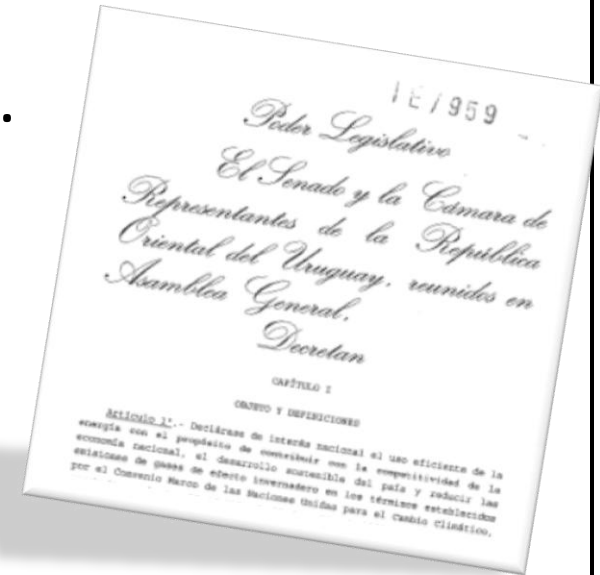 IE/959
Poder Legislativo
El Senado y la Cámara de
Representantes de la República
Oriental del Uruguay, reunidos en
Asamblea General,
Decretan
CAPÍTULO I
OBJETO Y DEFINICIONES
Artículo 1º.- Declárase de interés nacional el uso eficiente de la
energía con el propósito de contribuir con la competitividad de la
economía nacional, el desarrollo sostenible del país y reducir las
emisiones de gases de efecto invernadero en los términos establecidos
por el Convenio Marco de las Naciones Unidas para el Cambio Climático,